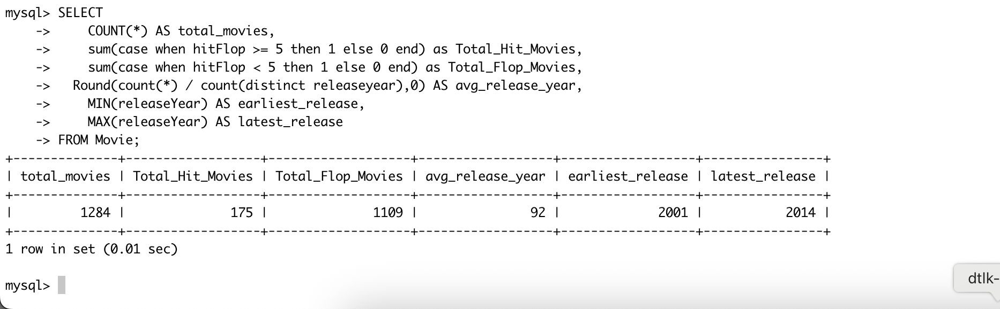 mysql> SELECT
    ->     COUNT(*) AS total_movies,
    ->     sum(case when hitFlop >= 5 then 1 else 0 end) as Total_Hit_Movies,
    ->     sum(case when hitFlop < 5 then 1 else 0 end) as Total_Flop_Movies,
    ->   Round(count(*) / count(distinct releaseyear),0) AS avg_release_year,
    ->     MIN(releaseYear) AS earliest_release,
    ->     MAX(releaseYear) AS latest_release
    -> FROM Movie;
+--------------+------------------+-------------------+------------------+------------------+----------------+
| total_movies | Total_Hit_Movies | Total_Flop_Movies | avg_release_year | earliest_release | latest_release |
+--------------+------------------+-------------------+------------------+------------------+----------------+
|         1284 |              175 |              1109 |               92 |             2001 |           2014 |
+--------------+------------------+-------------------+------------------+------------------+----------------+
1 row in set (0.01 sec)
mysql>
dtlk-